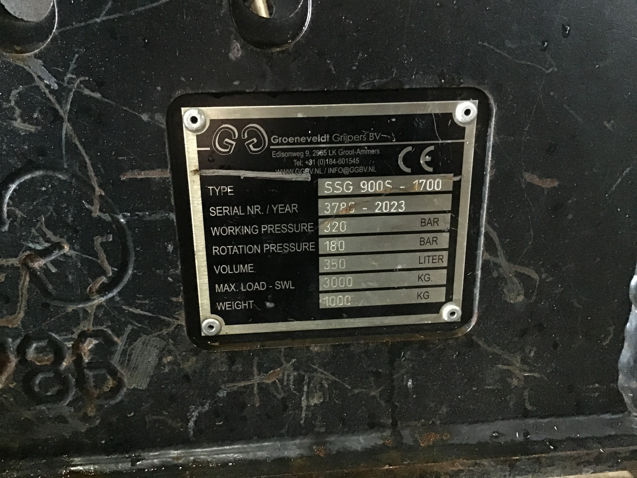 GG Groeneveldt Grijpers BV
Edisonweg 9, 2965 LK Groot-Ammers
Tel: +31 (0)184-601545
WWW.GGBV.NL / INFO@GGBV.NL
CE
TYPE SSG 900S - 1700
SERIAL NR. / YEAR 3786 - 2023
WORKING PRESSURE 320 BAR
ROTATION PRESSURE 180 BAR
VOLUME 350 LITER
MAX. LOAD - SWL 3000 KG.
WEIGHT 1000 KG.
786